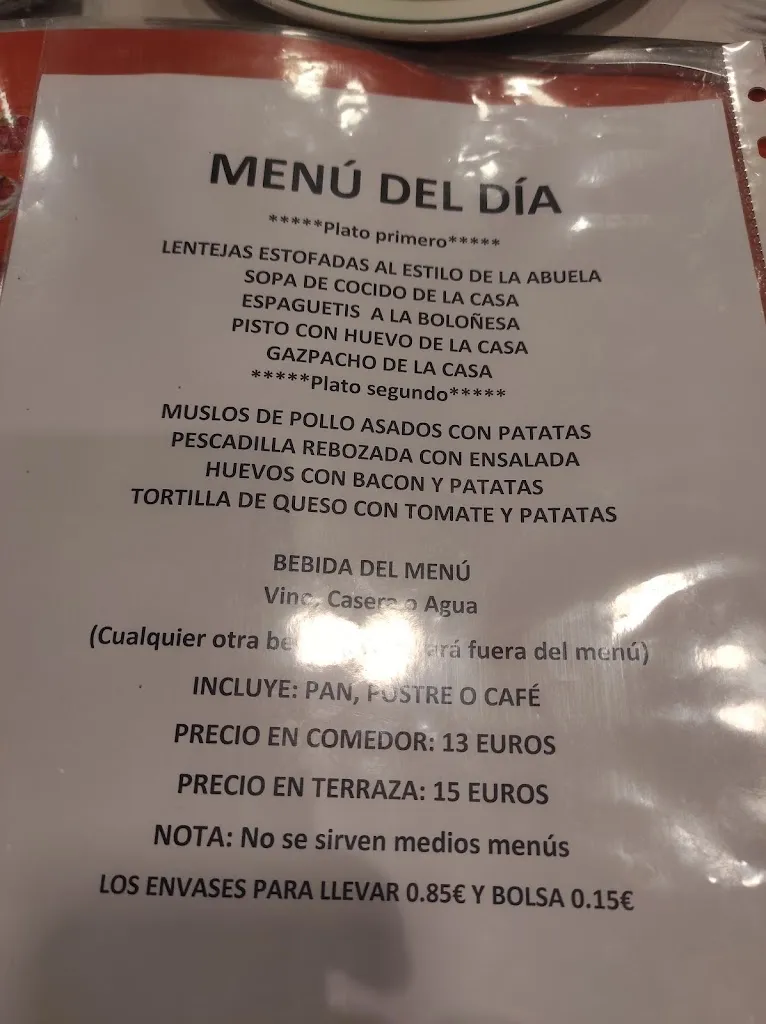 MENÚ DEL DÍA
*****Plato primero*****
LENTEJAS ESTOFADAS AL ESTILO DE LA ABUELA
SOPA DE COCIDO DE LA CASA
ESPAGUETIS A LA BOLOÑESA
PISTO CON HUEVO DE LA CASA
GAZPACHO DE LA CASA
*****Plato segundo*****
MUSLOS DE POLLO ASADOS CON PATATAS
PESCADILLA REBOZADA CON ENSALADA
HUEVOS CON BACON Y PATATAS
TORTILLA DE QUESO CON TOMATE Y PATATAS
BEBIDA DEL MENÚ
Vino, Casera o Agua
(Cualquier otra fuera del menú)
INCLUYE: PAN, POSTRE O CAFÉ
PRECIO EN COMEDOR: 13 EUROS
PRECIO EN TERRAZA: 15 EUROS
NOTA: No se sirven medios menús
LOS ENVASES PARA LLEVAR 0.85€ Y BOLSA 0.15€